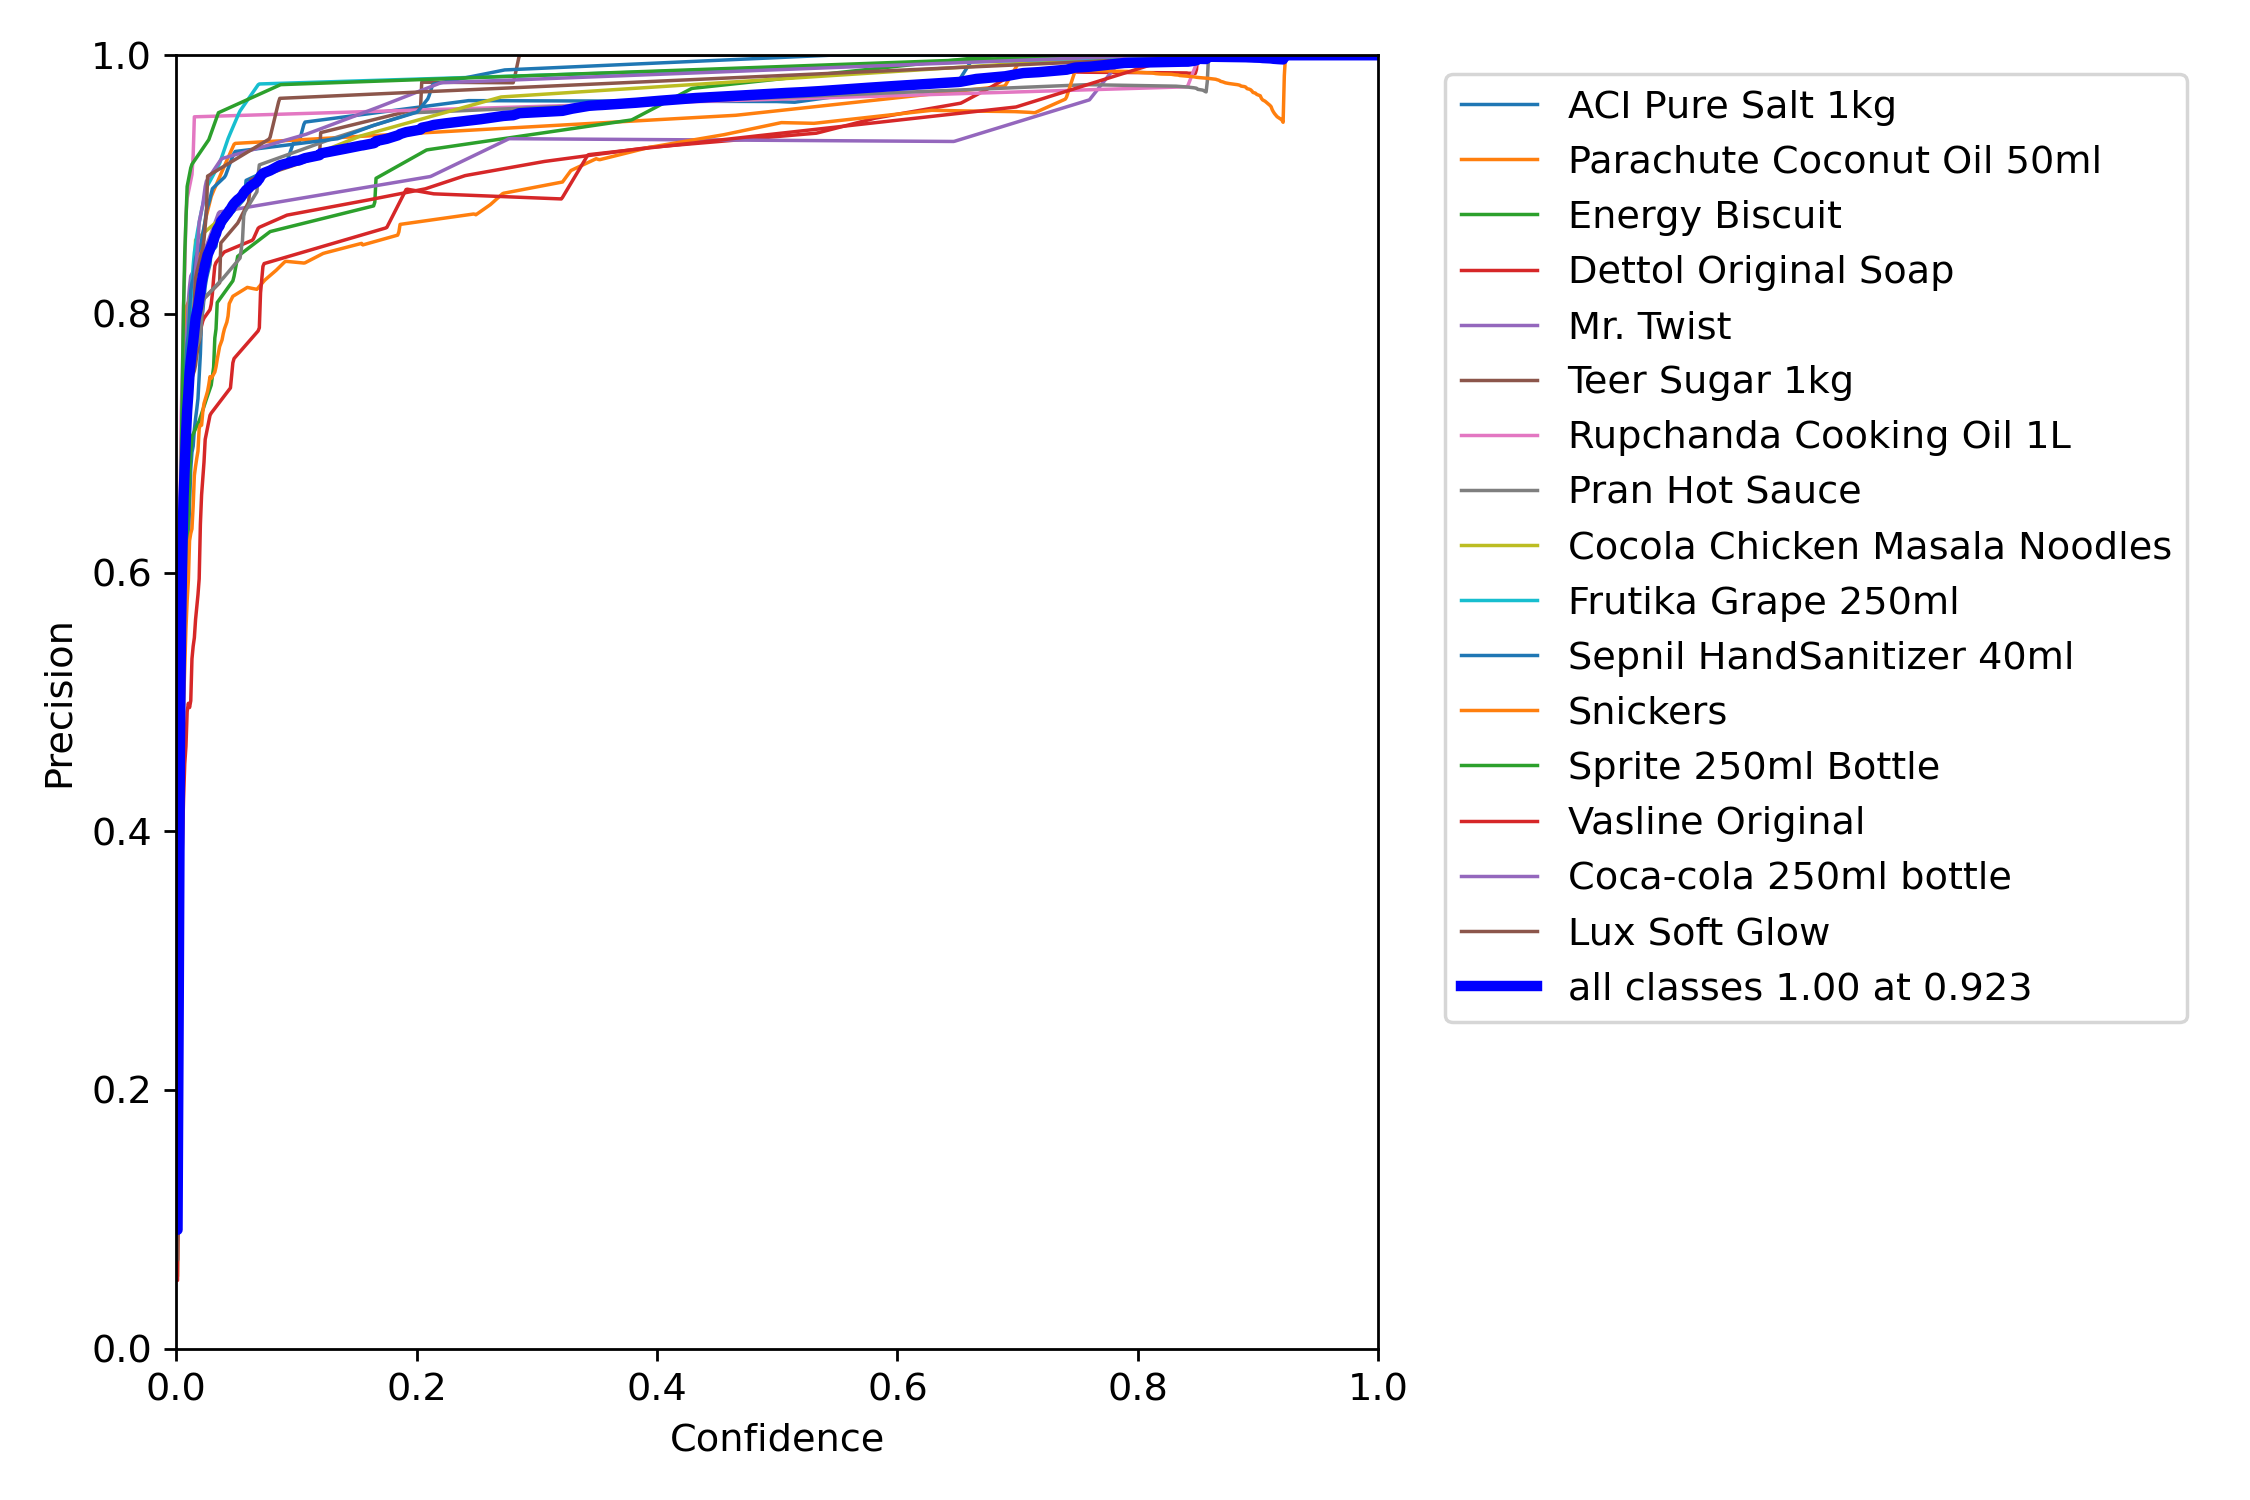 1.0
0.8
0.6
0.4
0.2
0.0
Precision
0.0 0.2 0.4 0.6 0.8 1.0
Confidence
ACI Pure Salt 1kg
Parachute Coconut Oil 50ml
Energy Biscuit
Dettol Original Soap
Mr. Twist
Teer Sugar 1kg
Rupchanda Cooking Oil 1L
Pran Hot Sauce
Cocola Chicken Masala Noodles
Frutika Grape 250ml
Sepnil HandSanitizer 40ml
Snickers
Sprite 250ml Bottle
Vasline Original
Coca-cola 250ml bottle
Lux Soft Glow
all classes 1.00 at 0.923